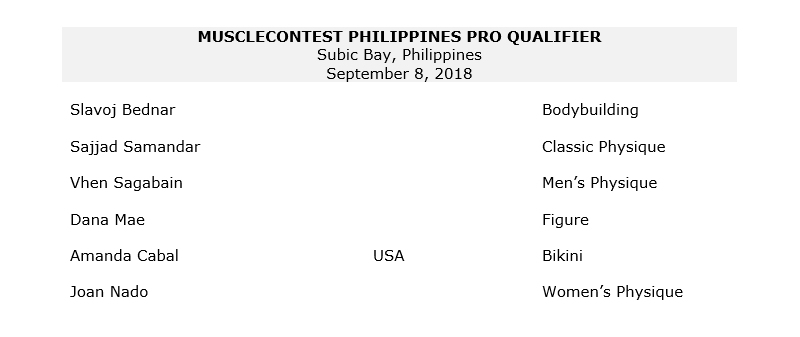 MUSCLECONTEST PHILIPPINES PRO QUALIFIER
Subic Bay, Philippines
September 8, 2018
Slavoj Bednar Bodybuilding
Sajjad Samandar Classic Physique
Vhen Sagabain Men’s Physique
Dana Mae Figure
Amanda Cabal USA Bikini
Joan Nado Women’s Physique